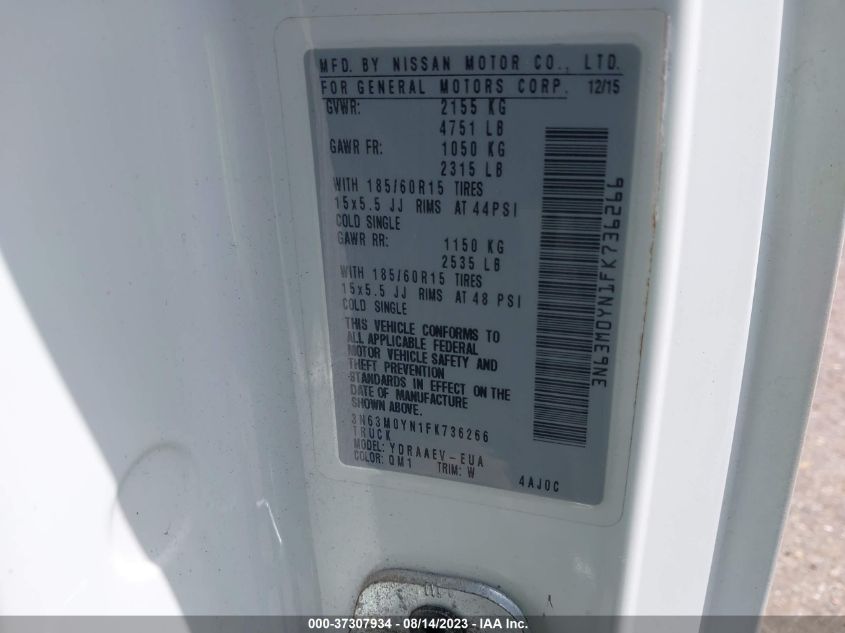 MFD. BY NISSAN MOTOR CO., LTD.
FOR GENERAL MOTORS CORP. 12/15
GVWR: 2155 KG
4751 LB
GAWR FR: 1050 KG
2315 LB
WITH 185/60R15 TIRES
15x5.5 JJ RIMS AT 44PSI
COLD SINGLE
GAWR RR: 1150 KG
2535 LB
WITH 185/60R15 TIRES
15x5.5 JJ RIMS AT 48 PSI
COLD SINGLE
THIS VEHICLE CONFORMS TO
ALL APPLICABLE FEDERAL
MOTOR VEHICLE SAFETY AND
THEFT PREVENTION
STANDARDS IN EFFECT ON THE
DATE OF MANUFACTURE
SHOWN ABOVE.
3N63M0YN1FK736266
TRUCK
MODEL: YDRAAEV-EUA
COLOR: QM1 TRIM: W
4AJ0C
3N63M0YN1FK736266
000-37307934 - 08/14/2023 - IAA Inc.